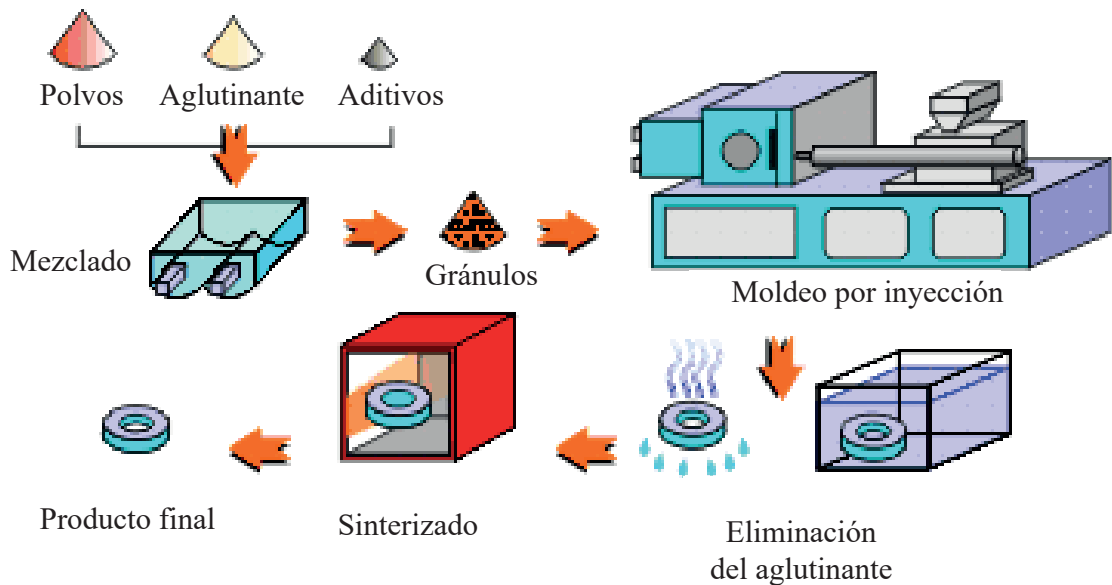 Polvos
Aglutinante
Aditivos
Mezclado
Gránulos
Moldeo por inyección
Producto final
Sinterizado
Eliminación
del aglutinante